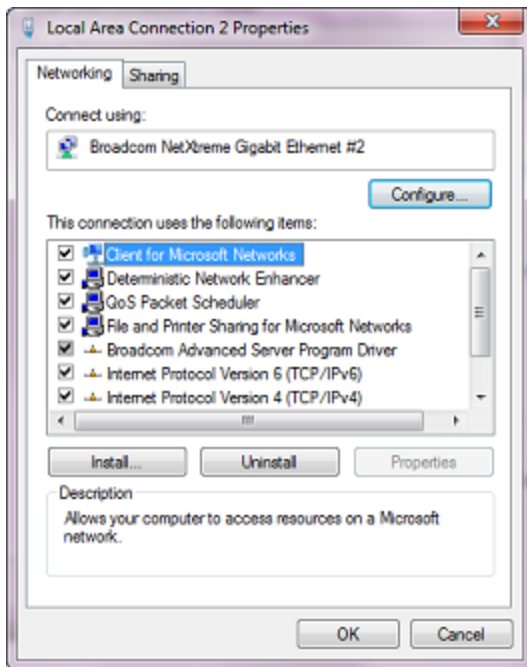 Local Area Connection 2 Properties
Networking
Sharing
Connect using:
Broadcom NetXtreme Gigabit Ethernet #2
Configure...
This connection uses the following items:
Client for Microsoft Networks
Deterministic Network Enhancer
QoS Packet Scheduler
File and Printer Sharing for Microsoft Networks
Broadcom Advanced Server Program Driver
Internet Protocol Version 6 (TCP/IPv6)
Internet Protocol Version 4 (TCP/IPv4)
Install...
Uninstall
Properties
Description
Allows your computer to access resources on a Microsoft
network.
OK
Cancel